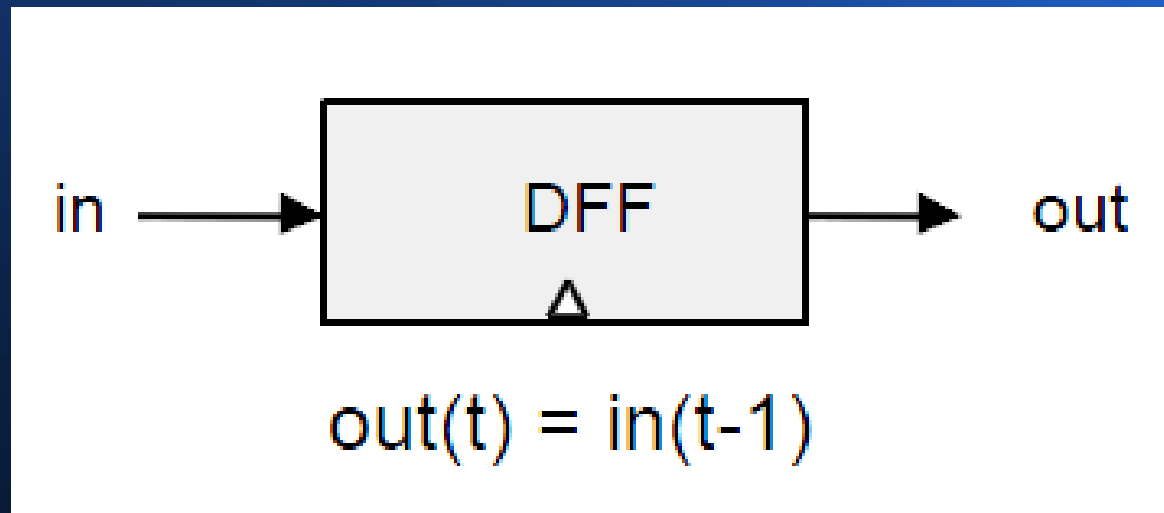 in DFF out
out(t) = in(t-1)